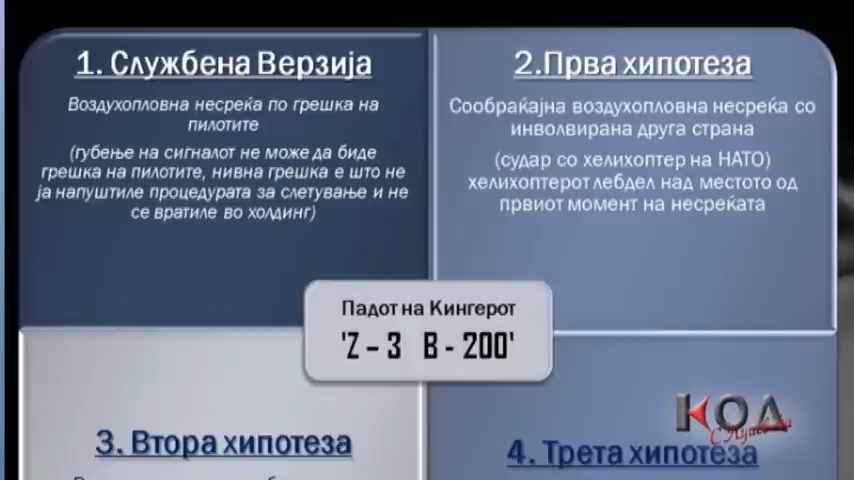 1. Службена Верзија
Воздухопловна несреќа по грешка на
пилотите
(губење на сигналот не може да биде
грешка на пилотите, нивна грешка е што не
ја напуштиле процедурата за слетување и не
се вратиле во холдинг)
2.Прва хипотеза
Сообраќајна воздухопловна несреќа со
инволвирана друга страна
(судар со хелихоптер на НАТО)
хелихоптерот лебдел над местото од
првиот момент на несреќата
Падот на Кингерот
'Z – 3 B - 200'
3. Втора хипотеза
4. Трета хипотеза
КОД